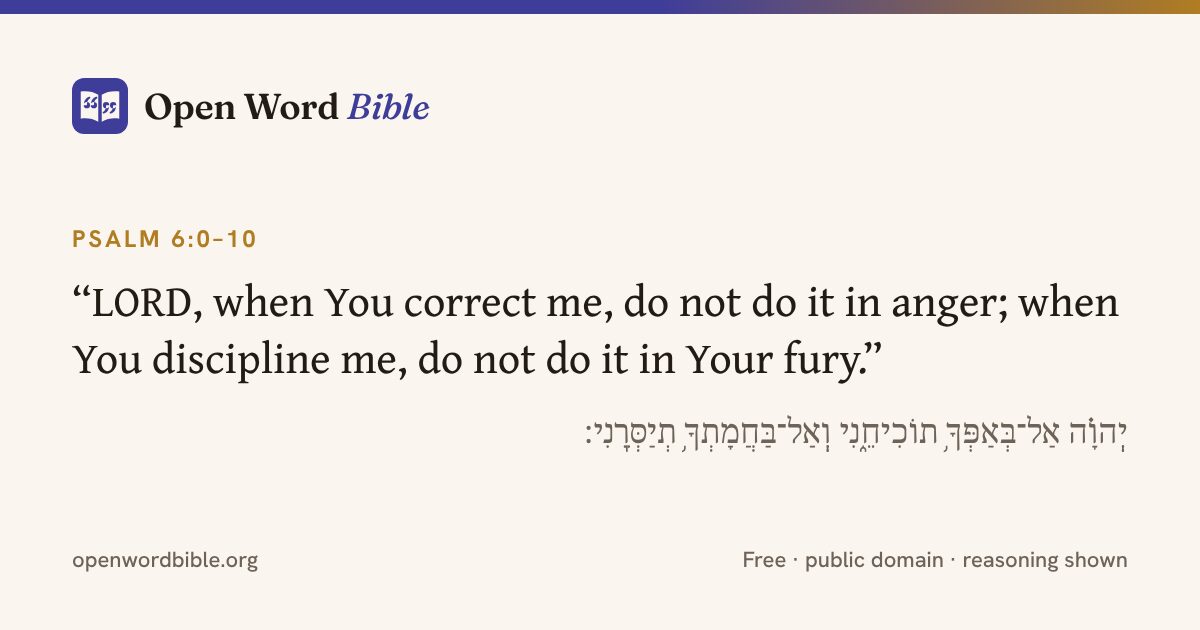 Open Word Bible
PSALM 6:0–10
“LORD, when You correct me, do not do it in anger; when
You discipline me, do not do it in Your fury.”
יְֽהוָ֗ה אַל־בְּאַפְּךָ֥ תוֹכִיחֵ֑נִי וְֽאַל־בַּחֲמָתְךָ֥ תְיַסְּרֵֽנִי׃
openwordbible.org
Free · public domain · reasoning shown